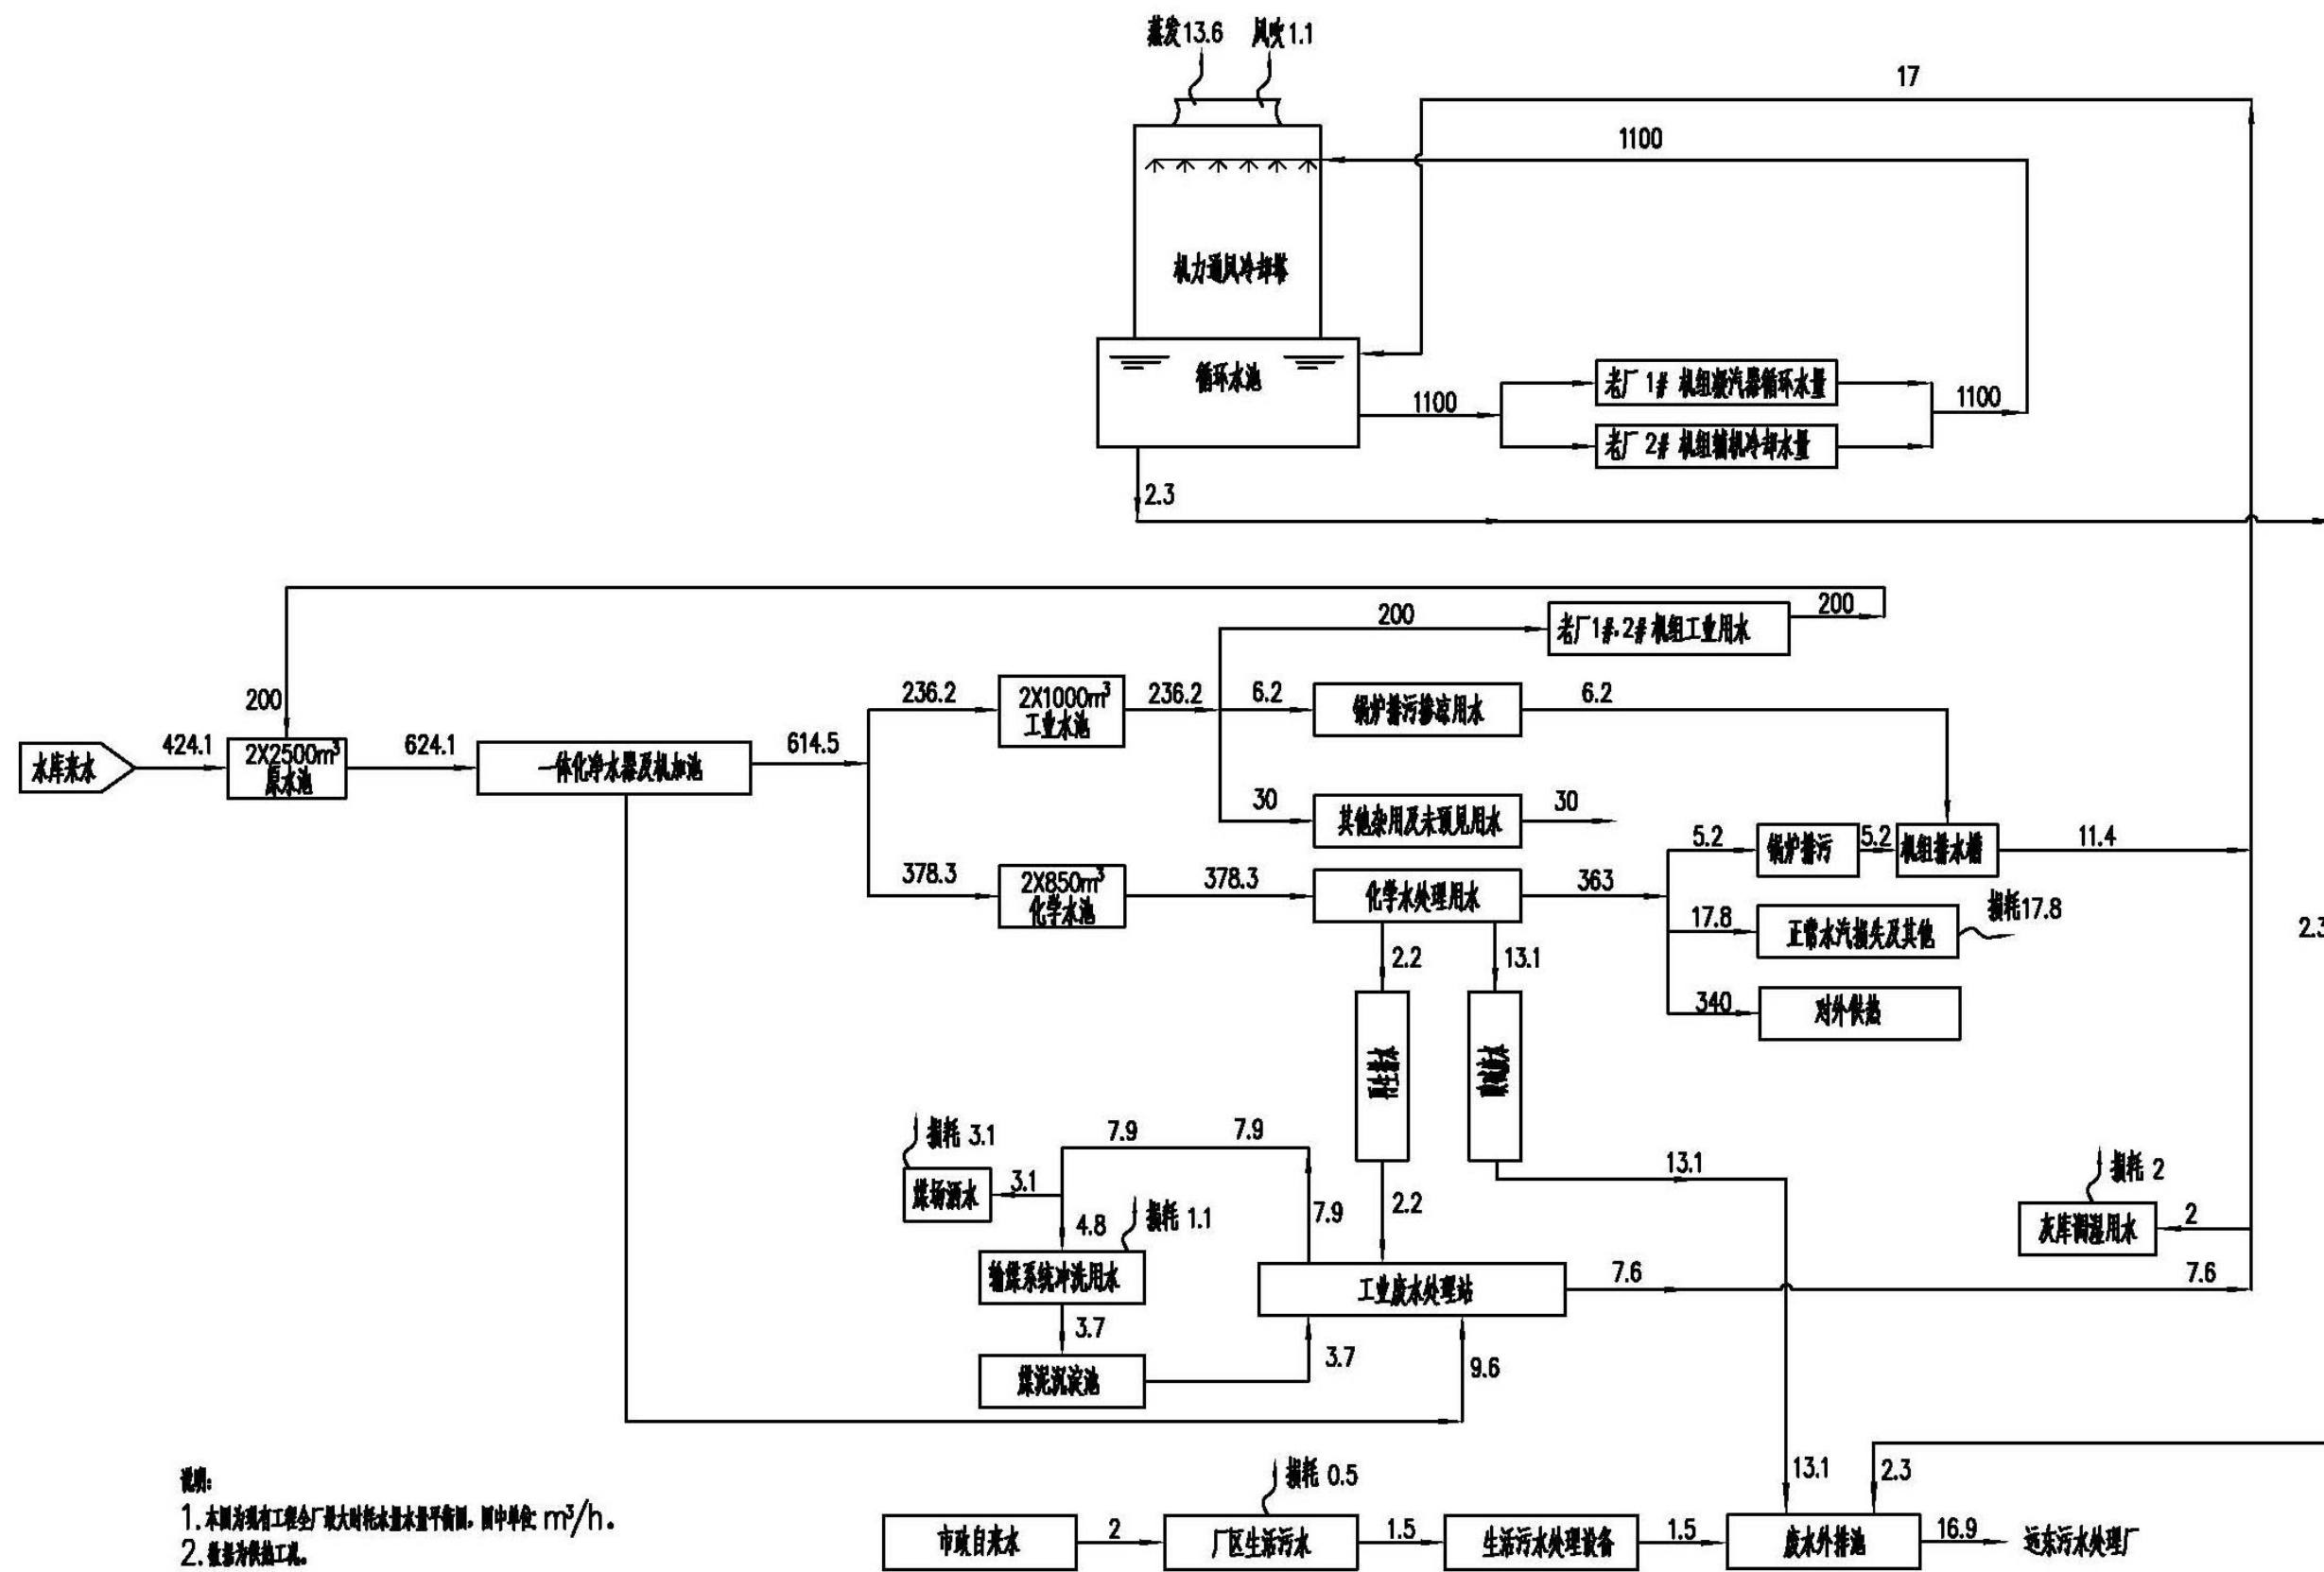 蒸发13.6 风吹1.1
17
1100
机力通风冷却塔
循环水池
1100
老厂 1# 机组凝汽器循环水量
老厂 2# 机组辅机冷却水量
1100
2.3
200
200
老厂1#,2# 机组工业用水
200
水库来水
424.1
2X2500m³
原水池
624.1
一体化净水器及机加池
614.5
236.2
2X1000m³
工业水池
236.2
6.2
锅炉排污掺凉用水
6.2
30
其他杂用及未预见用水
30
378.3
2X850m³
化学水池
378.3
化学水处理用水
363
5.2
锅炉排污
5.2
机组排水槽
11.4
17.8
正常水汽损失及其他
损耗17.8
340
对外供热
2.3
2.2
13.1
再生排水
酸碱废水
2.2
13.1
损耗 3.1
7.9
7.9
煤场洒水
3.1
4.8
损耗 1.1
7.9
输煤系统冲洗用水
3.7
煤泥沉淀池
3.7
9.6
工业废水处理站
7.6
7.6
损耗 2
灰库调湿用水
2
说明:
1.本图为现有工程全厂最大时耗水量水量平衡图，图中单位 m³/h。
2.数据为供热工况。
市政自来水
2
损耗 0.5
厂区生活污水
1.5
生活污水处理设备
1.5
13.1
2.3
废水外排池
16.9
远东污水处理厂